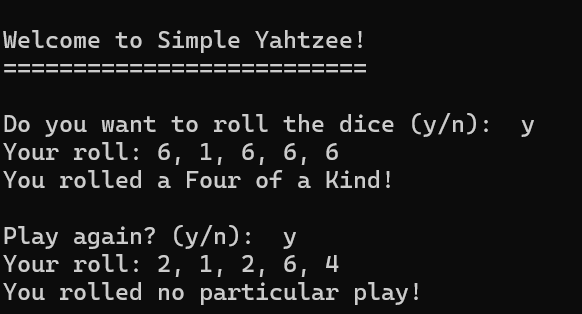 Welcome to Simple Yahtzee!
==========================
Do you want to roll the dice (y/n):  y
Your roll: 6, 1, 6, 6, 6
You rolled a Four of a Kind!
Play again? (y/n):  y
Your roll: 2, 1, 2, 6, 4
You rolled no particular play!